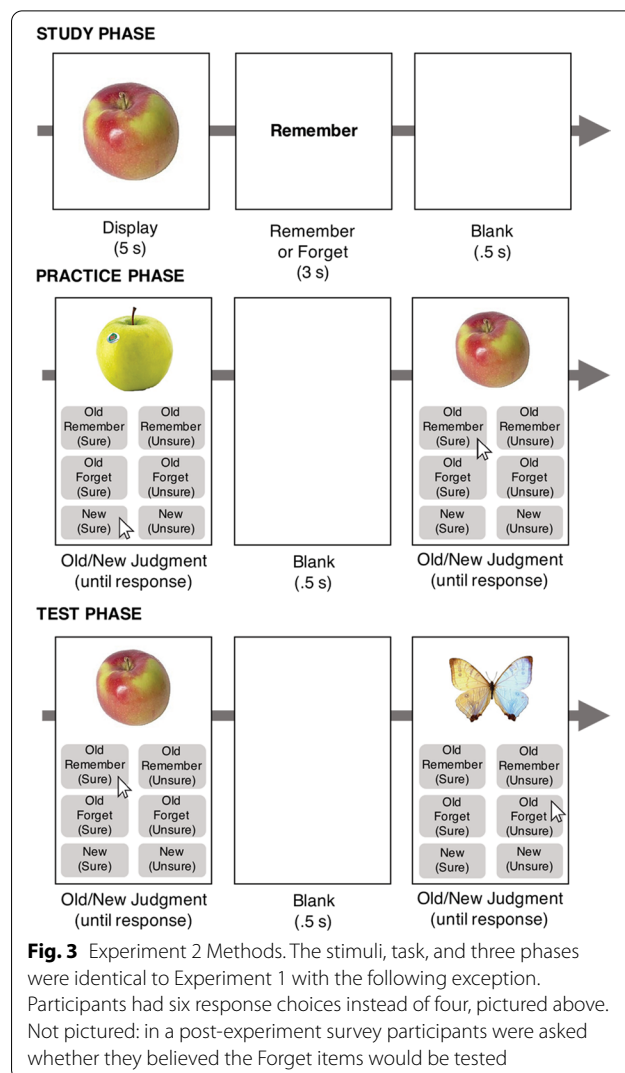 STUDY PHASE
Remember
Display
(5 s)
Remember
or Forget
(3 s)
Blank
(.5 s)
PRACTICE PHASE
Old
Remember
(Sure)
Old
Remember
(Unsure)
Old
Forget
(Sure)
Old
Forget
(Unsure)
New
(Sure)
New
(Unsure)
Old/New Judgment
(until response)
Blank
(.5 s)
Old
Remember
(Sure)
Old
Remember
(Unsure)
Old
Forget
(Sure)
Old
Forget
(Unsure)
New
(Sure)
New
(Unsure)
Old/New Judgment
(until response)
TEST PHASE
Old
Remember
(Sure)
Old
Remember
(Unsure)
Old
Forget
(Sure)
Old
Forget
(Unsure)
New
(Sure)
New
(Unsure)
Old/New Judgment
(until response)
Blank
(.5 s)
Old
Remember
(Sure)
Old
Remember
(Unsure)
Old
Forget
(Sure)
Old
Forget
(Unsure)
New
(Sure)
New
(Unsure)
Old/New Judgment
(until response)
Fig. 3 Experiment 2 Methods. The stimuli, task, and three phases
were identical to Experiment 1 with the following exception.
Participants had six response choices instead of four, pictured above.
Not pictured: in a post-experiment survey participants were asked
whether they believed the Forget items would be tested